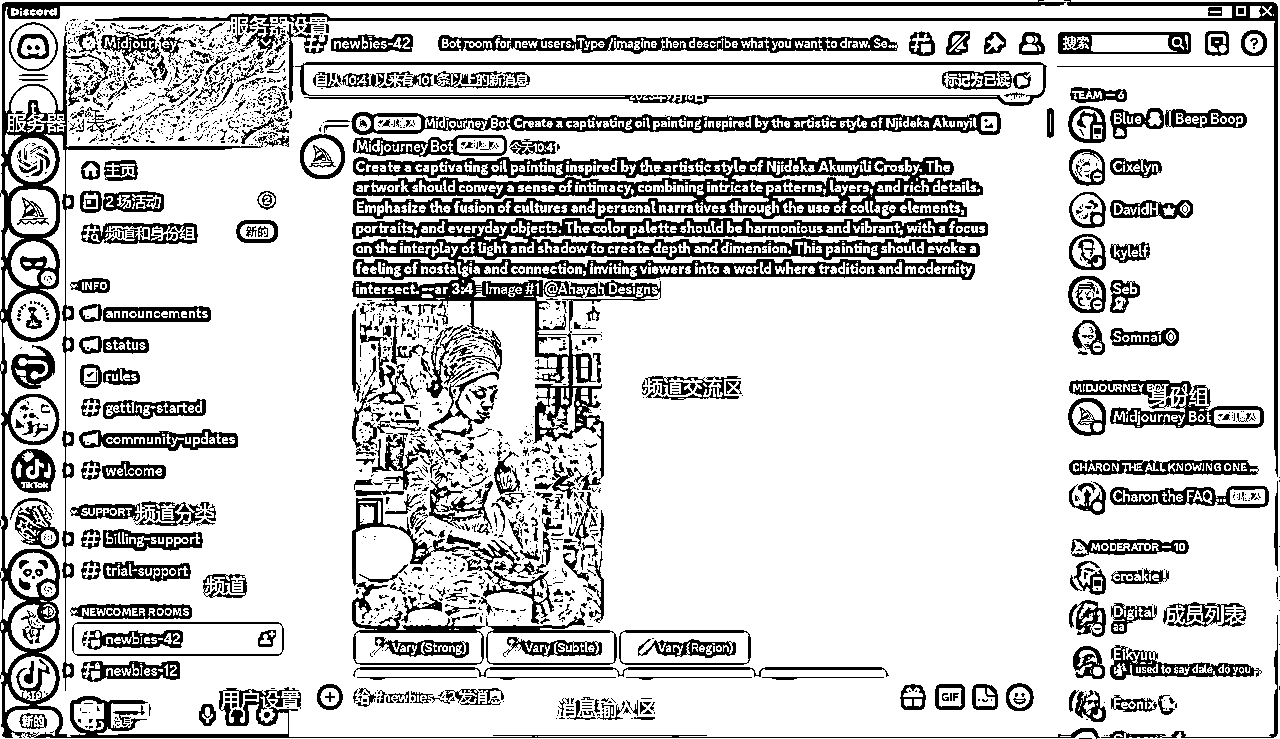 Discord
服务器设置
Midjourney
服务器列表
主页
2 场活动
频道和身份组
新的
INFO
announcements
status
rules
getting-started
community-updates
welcome
TikTok
SUPPORT
频道分类
billing-support
trial-support
频道
NEWCOMER ROOMS
newbies-42
newbies-12
用户设置
新的
隐身
newbies-42
Bot room for new users. Type /imagine then describe what you want to draw. Se...
搜索
自从10:41以来有 101 条以上的新消息
标记为已读
机器人 Midjourney Bot Create a captivating oil painting inspired by the artistic style of Njideka Akunyil
Midjourney Bot 机器人 今天10:41
Create a captivating oil painting inspired by the artistic style of Njideka Akunyili Crosby. The
artwork should convey a sense of intimacy, combining intricate patterns, layers, and rich details.
Emphasize the fusion of cultures and personal narratives through the use of collage elements,
portraits, and everyday objects. The color palette should be harmonious and vibrant, with a focus
on the interplay of light and shadow to create depth and dimension. This painting should evoke a
feeling of nostalgia and connection, inviting viewers into a world where tradition and modernity
intersect. --ar 3:4 - Image #1 @Ahayah Designs
频道交流区
Vary (Strong)
Vary (Subtle)
Vary (Region)
给 #newbies-42 发消息
消息输入区
GIF
TEAM — 6
Blue | Beep Boop
Cixelyn
DavidH
kylelf
Seb
Somnai
MIDJOURNEY BOT
身份组
Midjourney Bot 机器人
CHARON THE ALL KNOWING ONE ...
Charon the FAQ ... 机器人
MODERATOR — 10
croakie!
Digital
成员列表
Eikyuu
I used to say dale, do you ...
Feonix